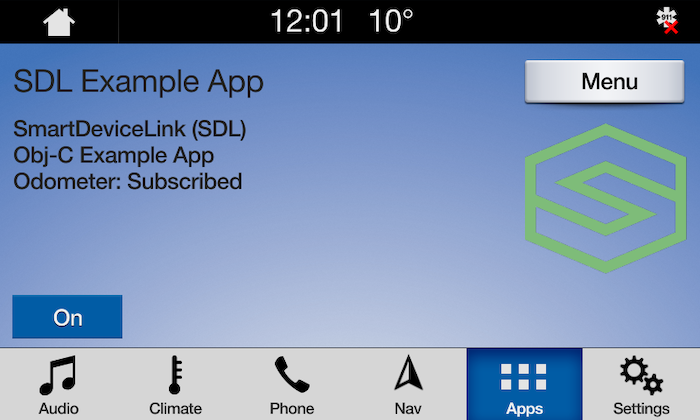 12:01 10°
911
SDL Example App
Menu
SmartDeviceLink (SDL)
Obj-C Example App
Odometer: Subscribed
On
Audio
Climate
Phone
Nav
Apps
Settings